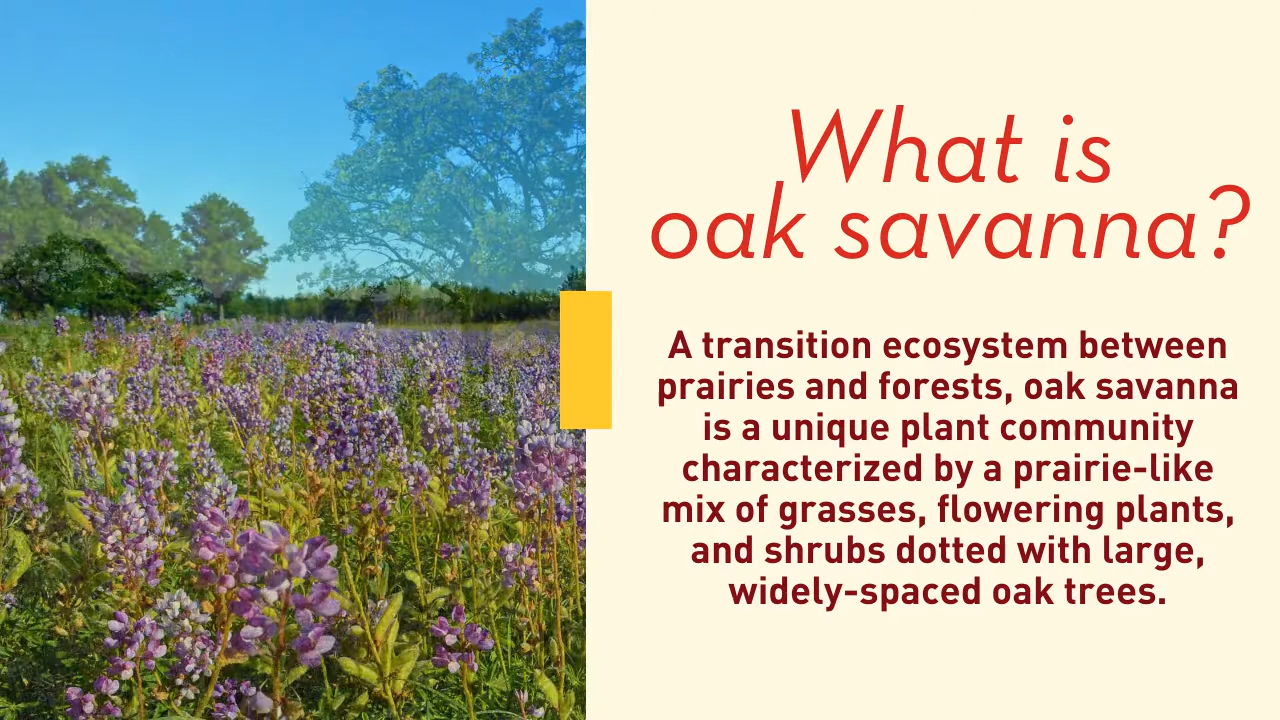 What is
oak savanna?
A transition ecosystem between
prairies and forests, oak savanna
is a unique plant community
characterized by a prairie-like
mix of grasses, flowering plants,
and shrubs dotted with large,
widely-spaced oak trees.